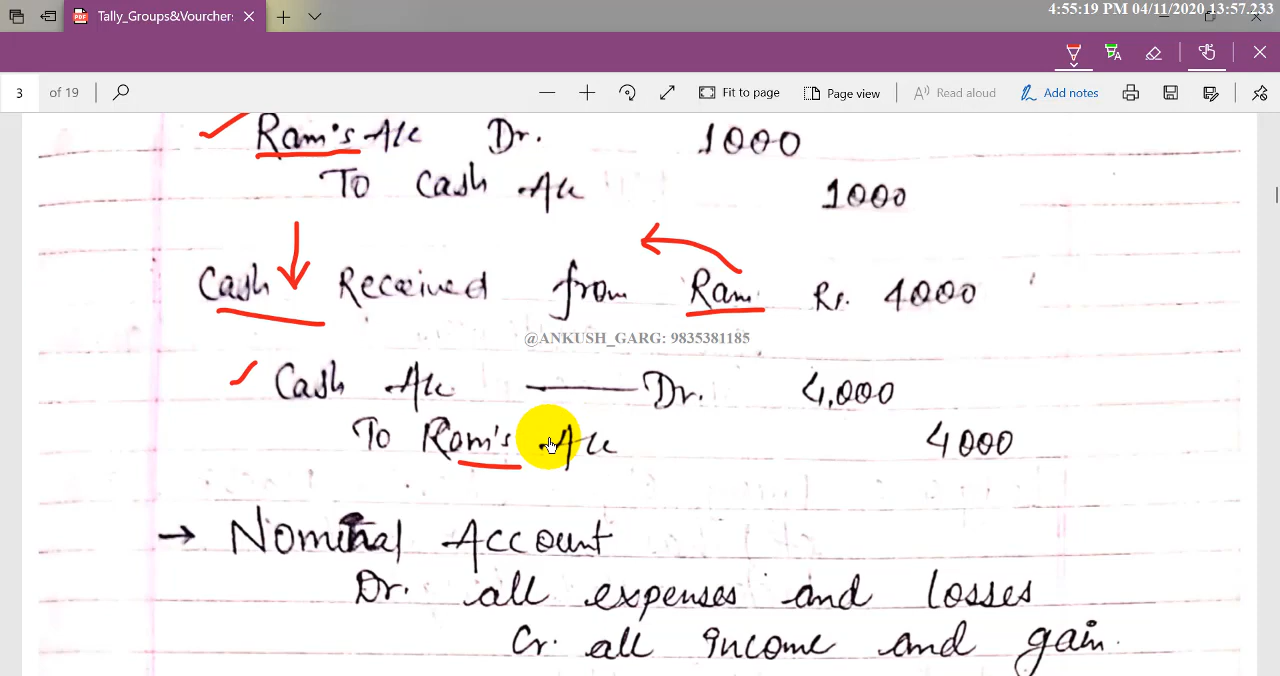 4:55:19 PM 04/11/2020 13:57.233
Tally_Groups&Vourcher:
3 of 19
Fit to page
Page view
Read aloud
Add notes
Ram's A/c Dr. 1000
To Cash A/c 1000
Cash Received from Ram Rs. 4000
@ANKUSH_GARG: 9835381185
Cash A/c Dr. 4,000
To Ram's A/c 4000
→ Nominal Account
Dr. all expenses and losses
Cr. all income and gain.